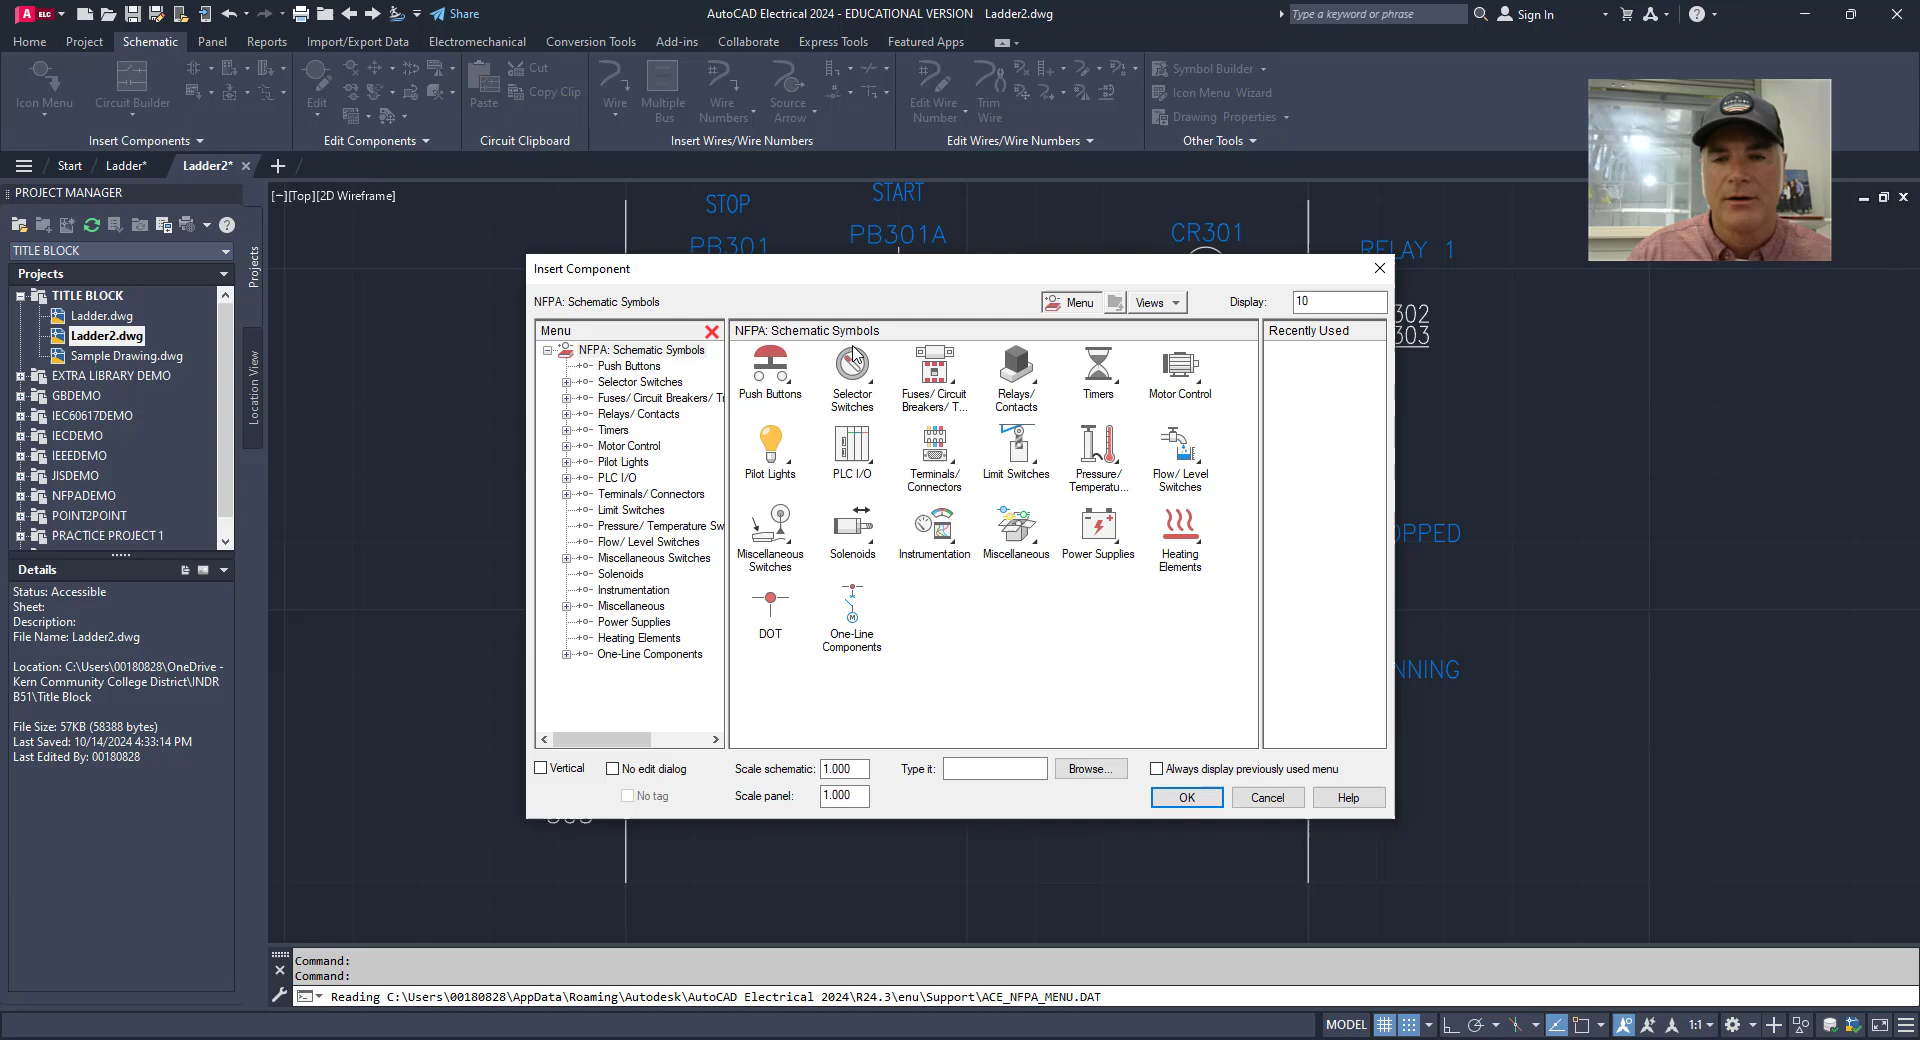 A ELC
Share
AutoCAD Electrical 2024 - EDUCATIONAL VERSION Ladder2.dwg
Type a keyword or phrase
Sign In
Home Project Schematic Panel Reports Import/Export Data Electromechanical Conversion Tools Add-ins Collaborate Express Tools Featured Apps
Icon Menu
Circuit Builder
Insert Components
Edit
Edit Components
Paste
Cut
Copy Clip
Circuit Clipboard
Wire
Multiple
Bus
Wire
Numbers
Source
Arrow
Insert Wires/Wire Numbers
Edit Wire
Number
Trim
Wire
Edit Wires/Wire Numbers
Symbol Builder
Icon Menu Wizard
Drawing Properties
Other Tools
Start Ladder* Ladder2*
PROJECT MANAGER
TITLE BLOCK
Projects
TITLE BLOCK
Ladder.dwg
Ladder2.dwg
Sample Drawing.dwg
EXTRA LIBRARY DEMO
GBDEMO
IEC60617DEMO
IECDEMO
IEEEDEMO
JISDEMO
NFPADEMO
POINT2POINT
PRACTICE PROJECT 1
Projects
Location View
Details
Status: Accessible
Sheet:
Description:
File Name: Ladder2.dwg
Location: C:\Users\00180828\OneDrive -
Kern Community College District\INDR
B51\Title Block
File Size: 57KB (58388 bytes)
Last Saved: 10/14/2024 4:33:14 PM
Last Edited By: 00180828
[−][Top][2D Wireframe]
STOP
PB301
START
PB301A
CR301
RELAY 1
302
303
OPPED
NNING
Insert Component
NFPA: Schematic Symbols
Menu
Views
Display: 10
Menu
NFPA: Schematic Symbols
Push Buttons
Selector Switches
Fuses/ Circuit Breakers/ Tr
Relays/ Contacts
Timers
Motor Control
Pilot Lights
PLC I/O
Terminals/ Connectors
Limit Switches
Pressure/ Temperature Sw
Flow/ Level Switches
Miscellaneous Switches
Solenoids
Instrumentation
Miscellaneous
Power Supplies
Heating Elements
One-Line Components
NFPA: Schematic Symbols
Push Buttons
Selector
Switches
Fuses/ Circuit
Breakers/ T...
Relays/
Contacts
Timers
Motor Control
Pilot Lights
PLC I/O
Terminals/
Connectors
Limit Switches
Pressure/
Temperatu...
Flow/ Level
Switches
Miscellaneous
Switches
Solenoids
Instrumentation
Miscellaneous
Power Supplies
Heating
Elements
DOT
One-Line
Components
Recently Used
Vertical
No edit dialog
No tag
Scale schematic: 1.000
Scale panel: 1.000
Type it:
Browse...
Always display previously used menu
OK
Cancel
Help
Command:
Command:
Reading C:\Users\00180828\AppData\Roaming\Autodesk\AutoCAD Electrical 2024\R24.3\enu\Support\ACE_NFPA_MENU.DAT
MODEL
1:1